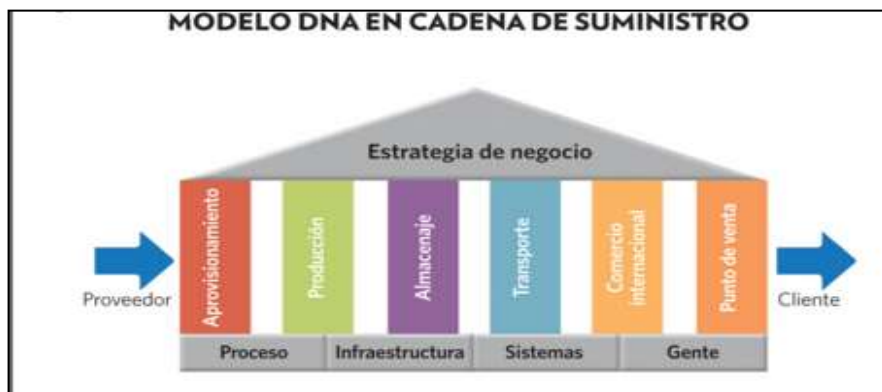 MODELO DNA EN CADENA DE SUMINISTRO
Estrategia de negocio
Proveedor
Aprovisionamiento
Producción
Almacenaje
Transporte
Comercio
internacional
Punto de venta
Cliente
Proceso
Infraestructura
Sistemas
Gente